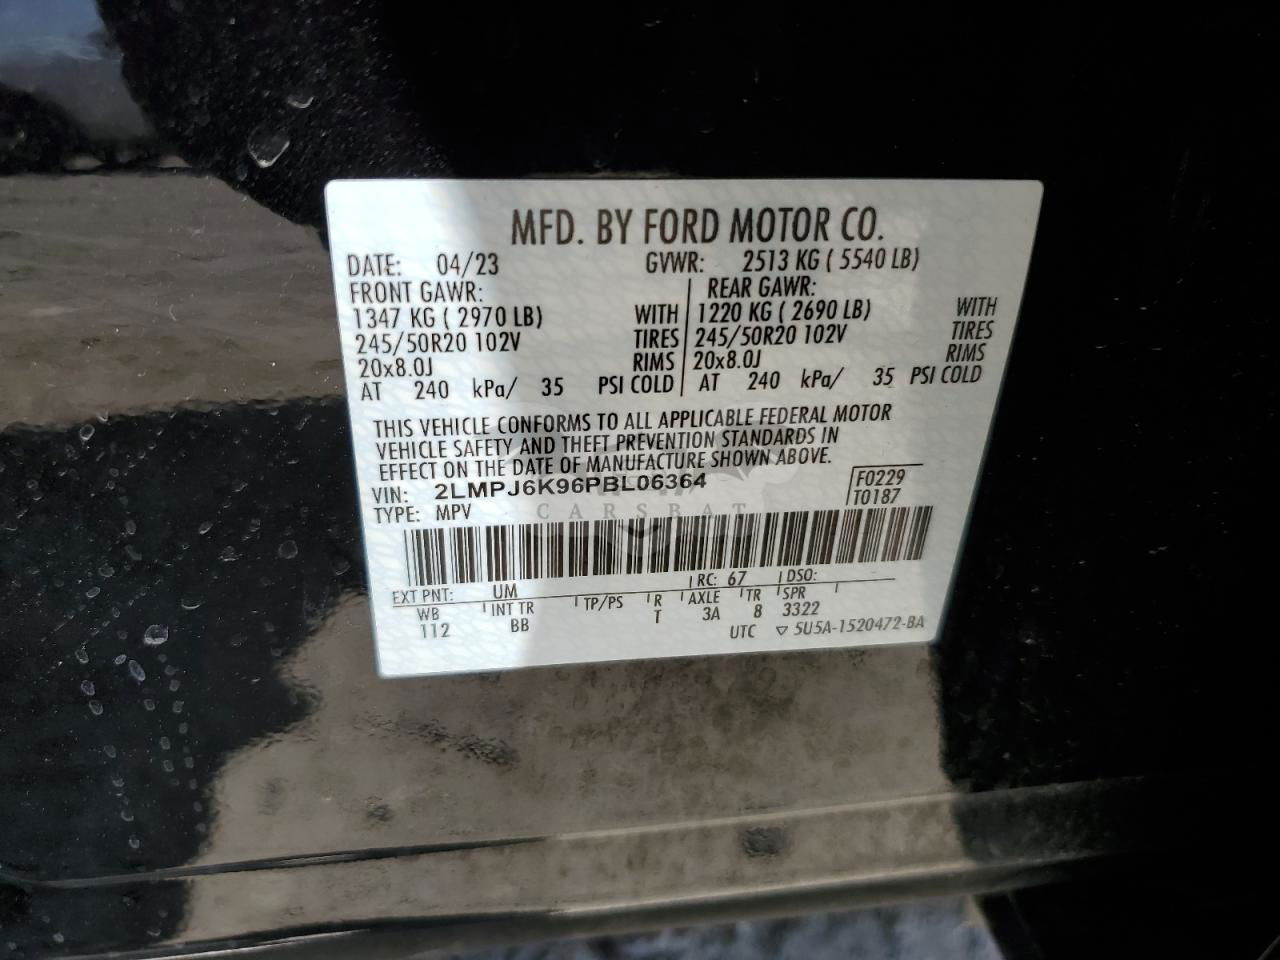 MFD. BY FORD MOTOR CO.
DATE: 04/23 GVWR: 2513 KG ( 5540 LB)
FRONT GAWR: REAR GAWR:
1347 KG ( 2970 LB) WITH 1220 KG ( 2690 LB) WITH
245/50R20 102V TIRES 245/50R20 102V TIRES
20x8.0J RIMS 20x8.0J RIMS
AT 240 kPa/ 35 PSI COLD AT 240 kPa/ 35 PSI COLD
THIS VEHICLE CONFORMS TO ALL APPLICABLE FEDERAL MOTOR
VEHICLE SAFETY AND THEFT PREVENTION STANDARDS IN
EFFECT ON THE DATE OF MANUFACTURE SHOWN ABOVE.
VIN: 2LMPJ6K96PBL06364 F0229
TYPE: MPV T0187
CARSBAT
EXT PNT: UM RC: 67 DSO:
WB INT TR TP/PS R AXLE TR SPR
112 BB T 3A 8 3322
UTC ▽ 5U5A-1520472-BA